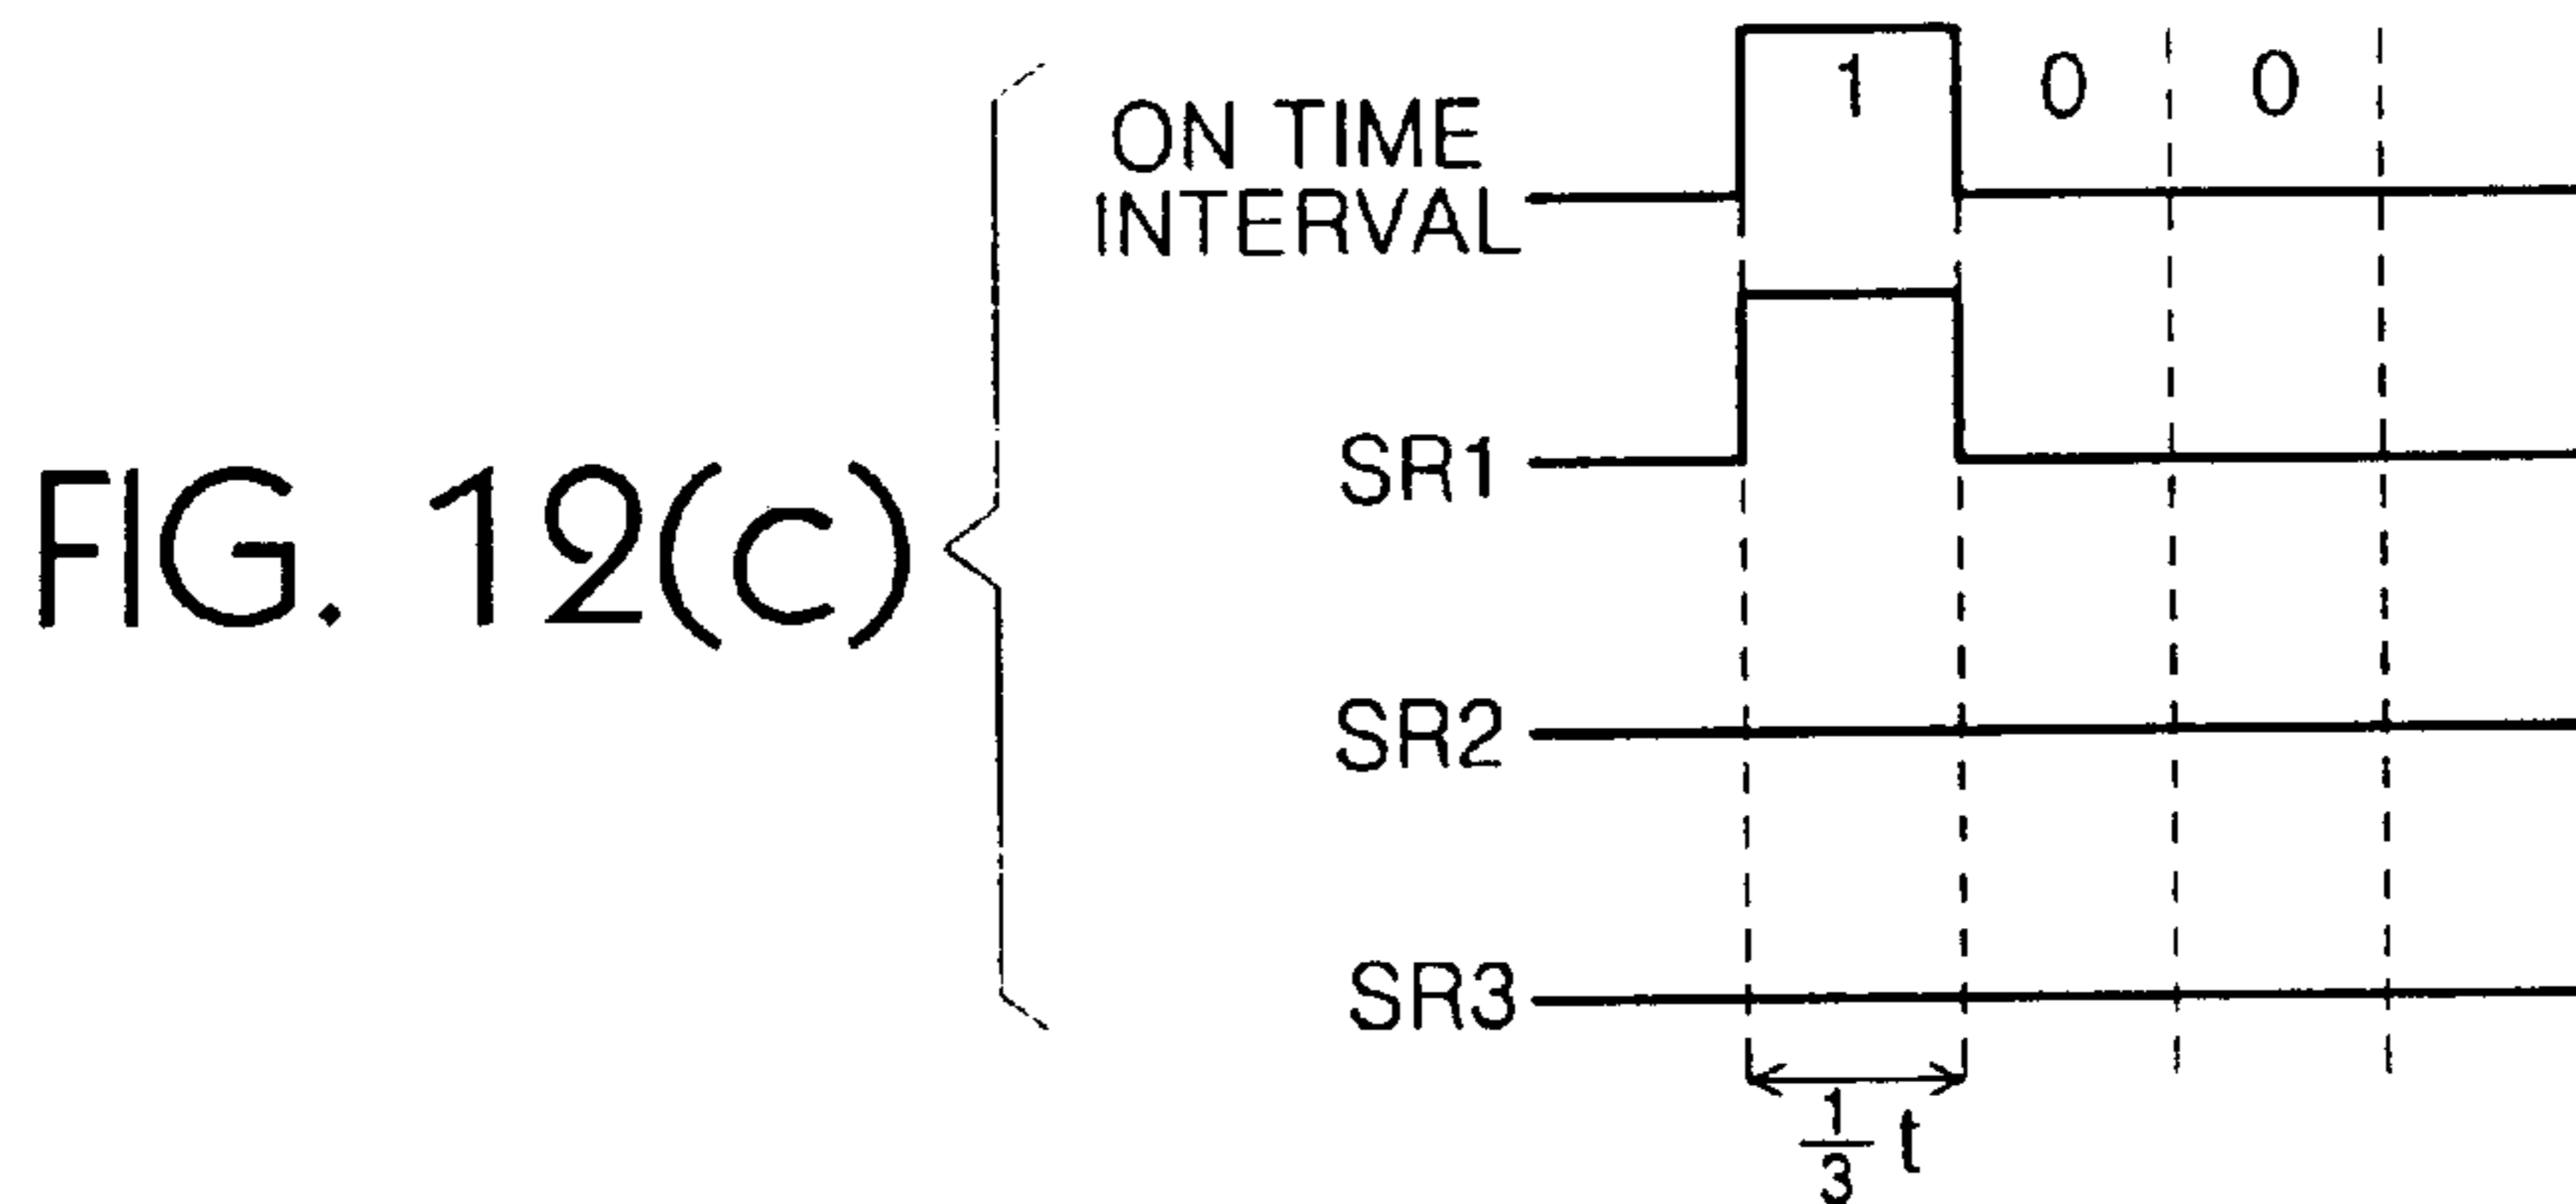 FIG. 12(c)
ON TIME
INTERVAL
1 0 0
SR1
SR2
SR3
1/3 t